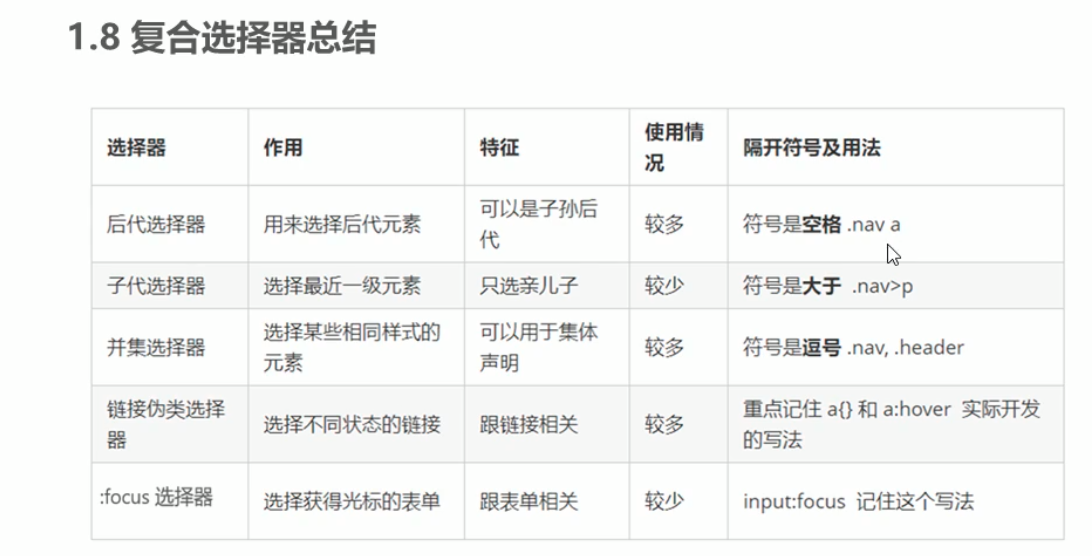 1.8 复合选择器总结
选择器 作用 特征 使用情
况 隔开符号及用法
后代选择器 用来选择后代元素 可以是子孙后
代 较多 符号是空格 .nav a
子代选择器 选择最近一级元素 只选亲儿子 较少 符号是大于 .nav>p
并集选择器 选择某些相同样式的
元素 可以用于集体
声明 较多 符号是逗号 .nav, .header
链接伪类选择
器 选择不同状态的链接 跟链接相关 较多 重点记住 a{} 和 a:hover 实际开发
的写法
:focus 选择器 选择获得光标的表单 跟表单相关 较少 input:focus 记住这个写法